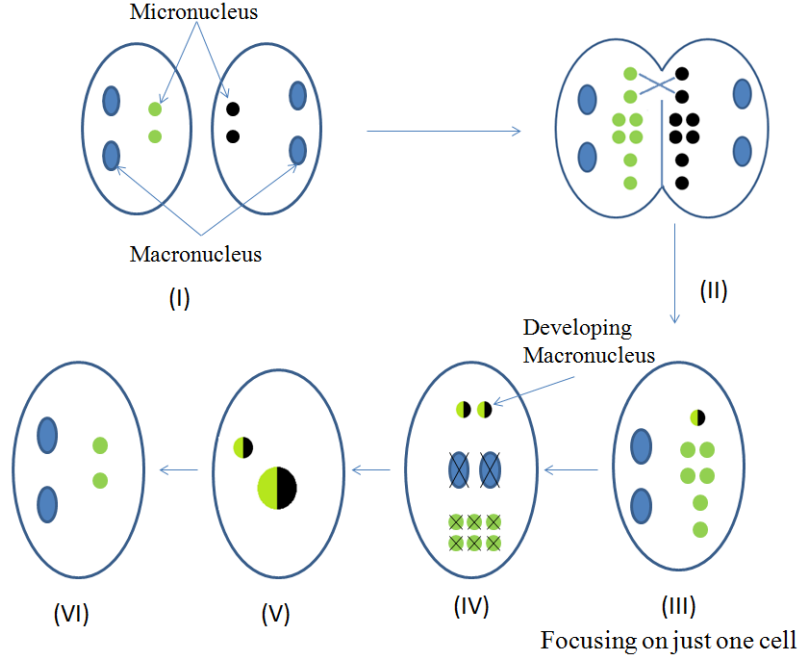 Micronucleus
Macronucleus
(I)
(II)
Developing
Macronucleus
(VI)
(V)
(IV)
(III)
Focusing on just one cell